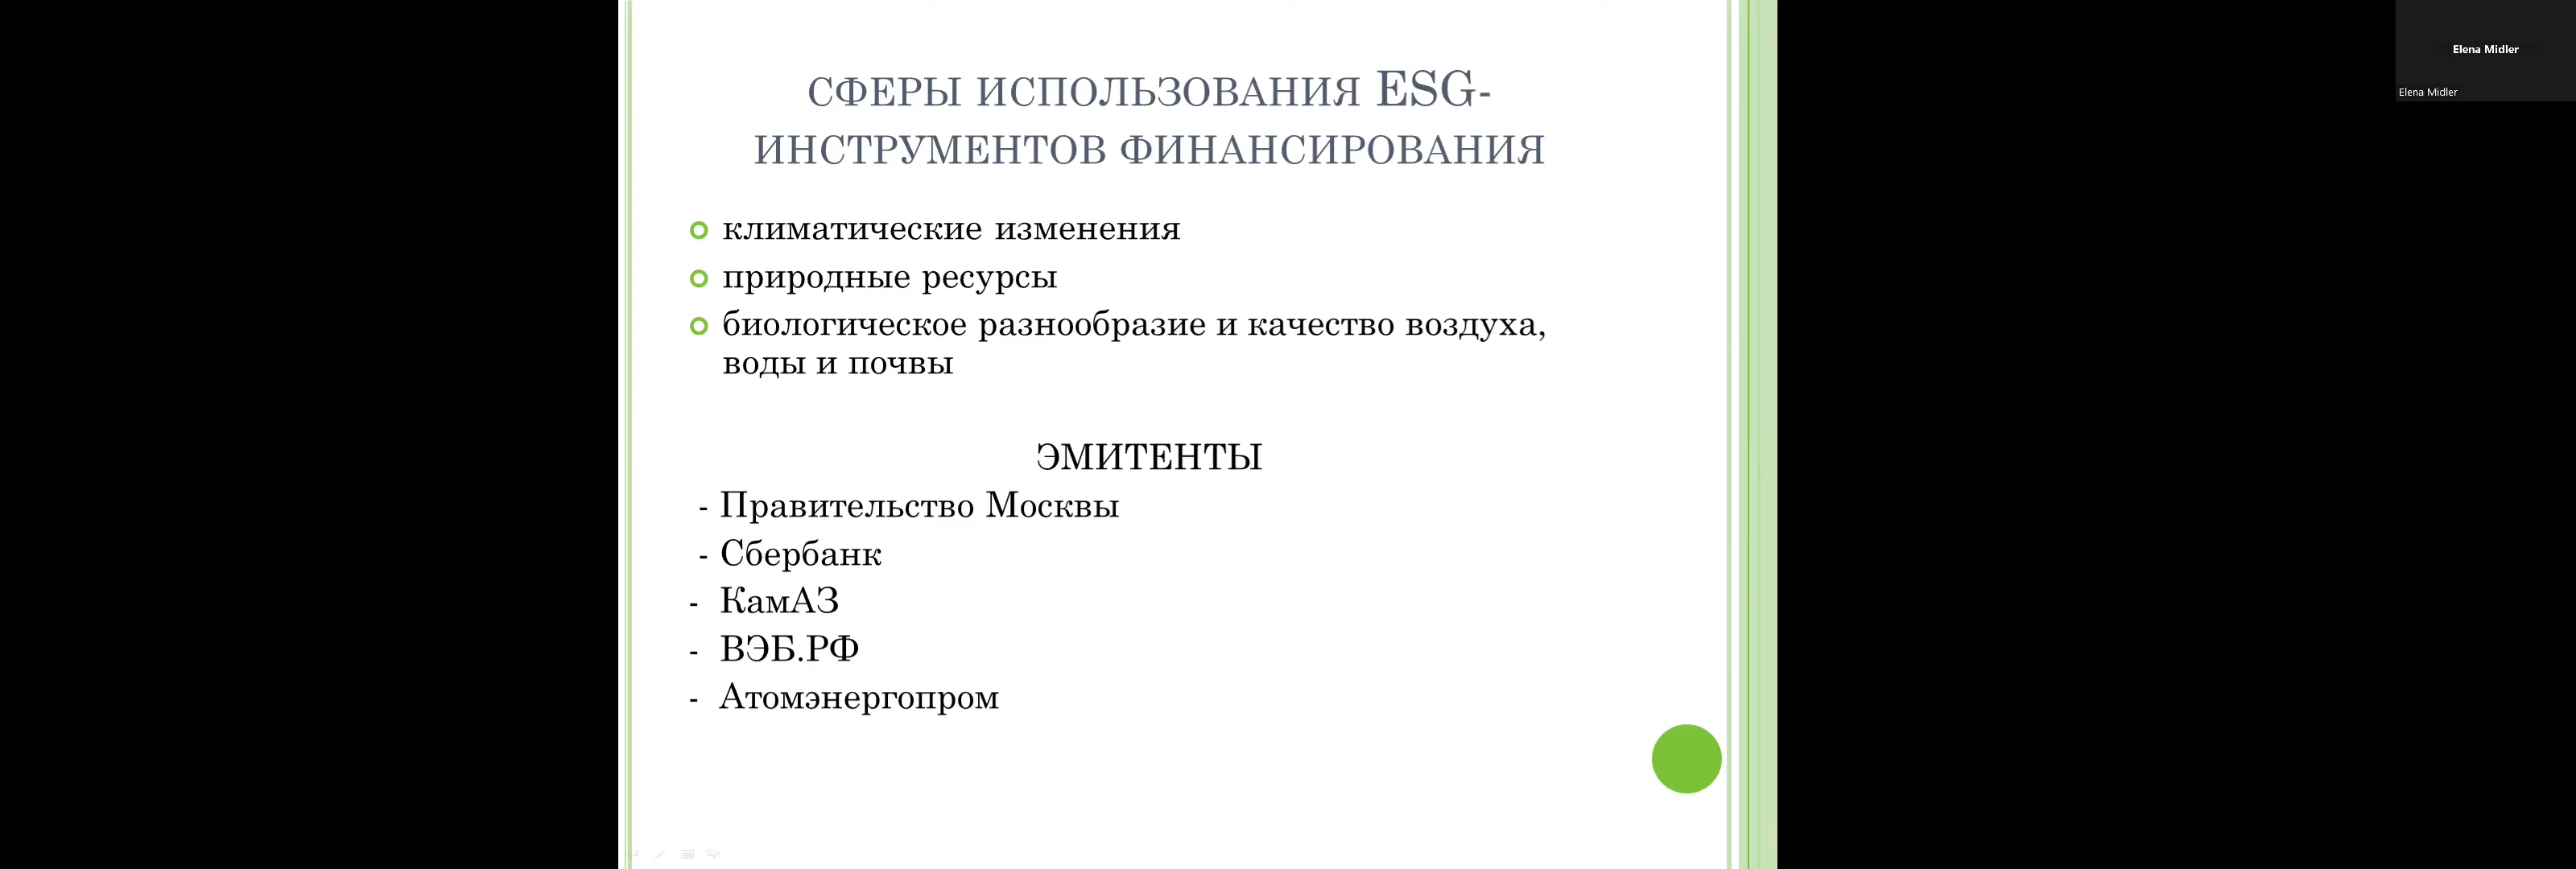 СФЕРЫ ИСПОЛЬЗОВАНИЯ ESG-
ИНСТРУМЕНТОВ ФИНАНСИРОВАНИЯ
климатические изменения
природные ресурсы
биологическое разнообразие и качество воздуха,
воды и почвы
ЭМИТЕНТЫ
- Правительство Москвы
- Сбербанк
- КамАЗ
- ВЭБ.РФ
- Атомэнергопром
Elena Midler
Elena Midler